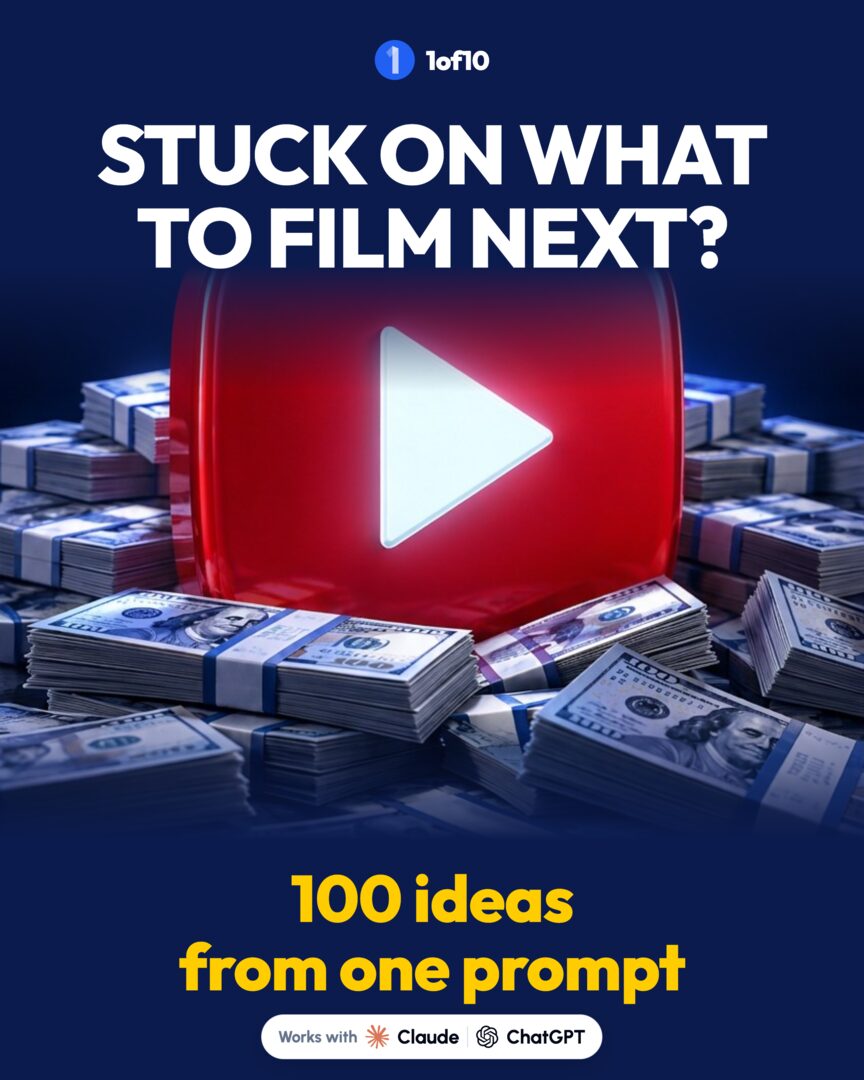 1of10
STUCK ON WHAT
TO FILM NEXT?
100 ideas
from one prompt
Works with Claude ChatGPT